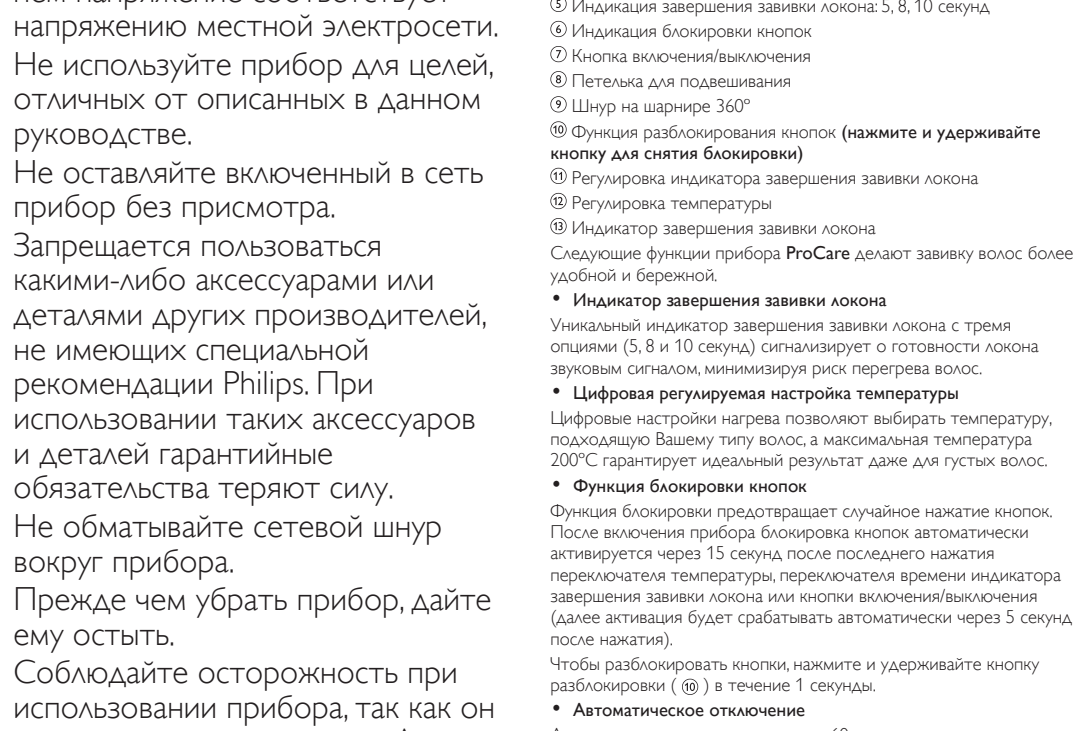 нем напряжение соответствует
напряжению местной электросети.
Не используйте прибор для целей,
отличных от описанных в данном
руководстве.
Не оставляйте включенный в сеть
прибор без присмотра.
Запрещается пользоваться
какими-либо аксессуарами или
деталями других производителей,
не имеющих специальной
рекомендации Philips. При
использовании таких аксессуаров
и деталей гарантийные
обязательства теряют силу.
Не обматывайте сетевой шнур
вокруг прибора.
Прежде чем убрать прибор, дайте
ему остыть.
Соблюдайте осторожность при
использовании прибора, так как он
⑤ Индикация завершения завивки локона: 5, 8, 10 секунд
⑥ Индикация блокировки кнопок
⑦ Кнопка включения/выключения
⑧ Петелька для подвешивания
⑨ Шнур на шарнире 360º
⑩ Функция разблокирования кнопок (нажмите и удерживайте
кнопку для снятия блокировки)
⑪ Регулировка индикатора завершения завивки локона
⑫ Регулировка температуры
⑬ Индикатор завершения завивки локона
Следующие функции прибора ProCare делают завивку волос более
удобной и бережной.
• Индикатор завершения завивки локона
Уникальный индикатор завершения завивки локона с тремя
опциями (5, 8 и 10 секунд) сигнализирует о готовности локона
звуковым сигналом, минимизируя риск перегрева волос.
• Цифровая регулируемая настройка температуры
Цифровые настройки нагрева позволяют выбирать температуру,
подходящую Вашему типу волос, а максимальная температура
200ºC гарантирует идеальный результат даже для густых волос.
• Функция блокировки кнопок
Функция блокировки предотвращает случайное нажатие кнопок.
После включения прибора блокировка кнопок автоматически
активируется через 15 секунд после последнего нажатия
переключателя температуры, переключателя времени индикатора
завершения завивки локона или кнопки включения/выключения
(далее активация будет срабатывать автоматически через 5 секунд
после нажатия).
Чтобы разблокировать кнопки, нажмите и удерживайте кнопку
разблокировки ( ⑩ ) в течение 1 секунды.
• Автоматическое отключение